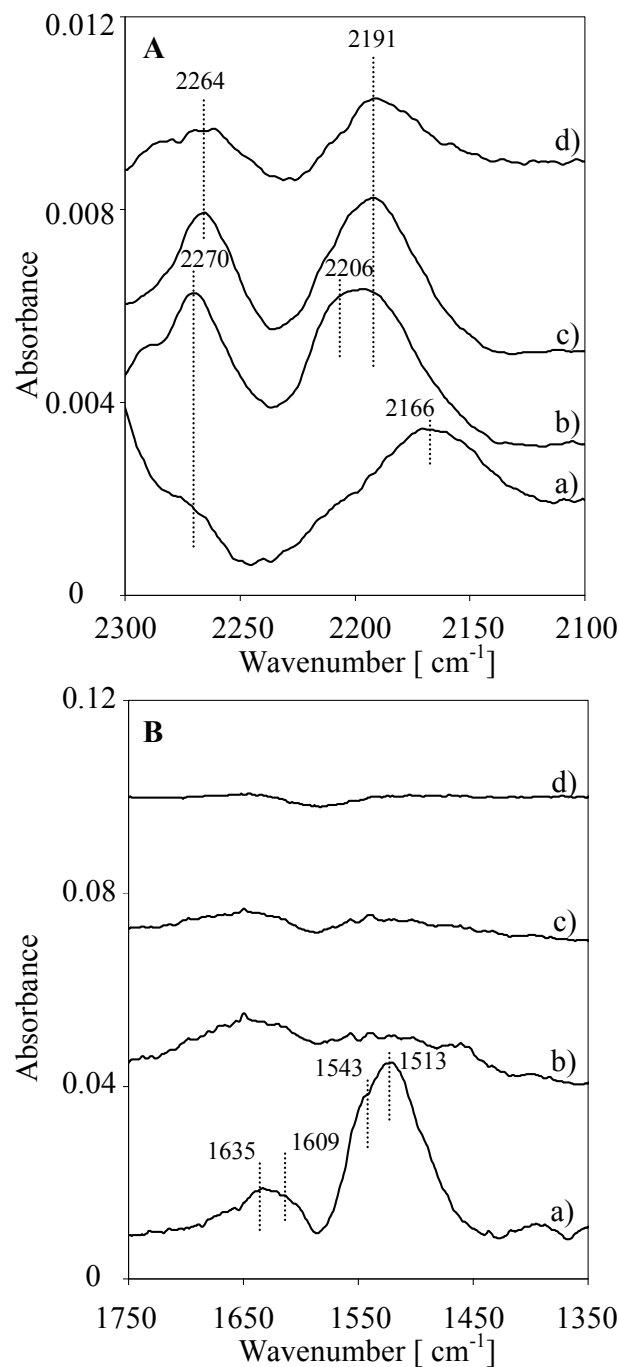 0.012
A
2191
2264
d)
0.008
2270
2206
c)
Absorbance
0.004
b)
2166
a)
0
2300
2250
2200
2150
2100
Wavenumber [ cm⁻¹]
0.12
B
d)
0.08
c)
Absorbance
b)
0.04
1543
1513
1635
1609
a)
0
1750
1650
1550
1450
1350
Wavenumber [ cm⁻¹]